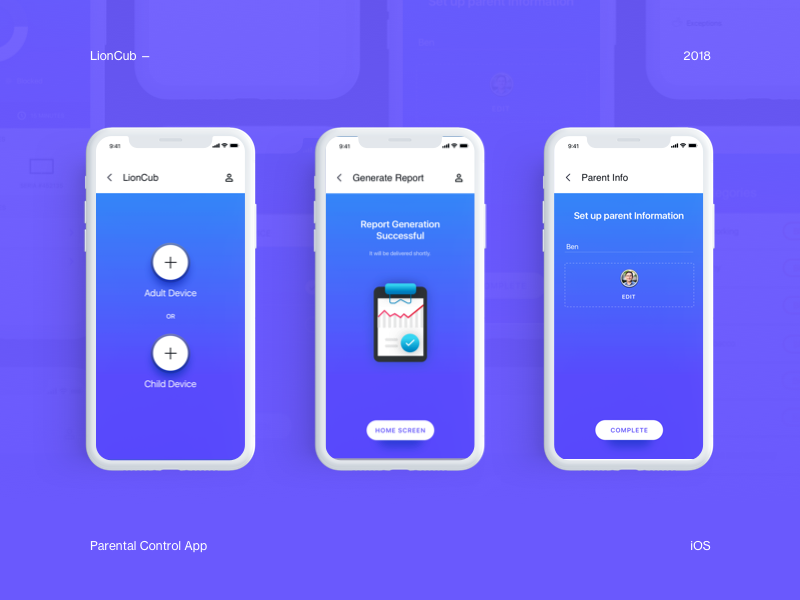 LionCub —
2018
9:41
LionCub
Adult Device
OR
Child Device
9:41
Generate Report
Report Generation
Successful
It will be delivered shortly.
HOME SCREEN
9:41
Parent Info
Set up parent Information
Ben
EDIT
COMPLETE
Parental Control App
iOS